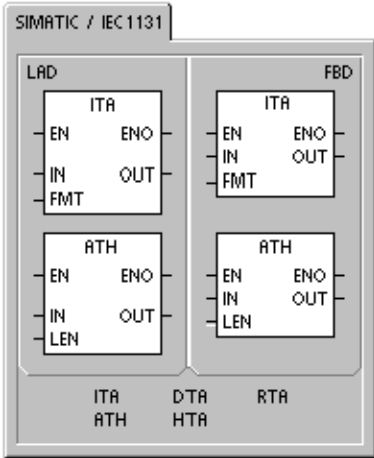 SIMATIC / IEC1131
LAD
FBD
ITA
EN ENO
IN OUT
FMT
ITA
EN ENO
IN OUT
FMT
ATH
EN ENO
IN OUT
LEN
ATH
EN ENO
IN OUT
LEN
ITA DTA RTA
ATH HTA